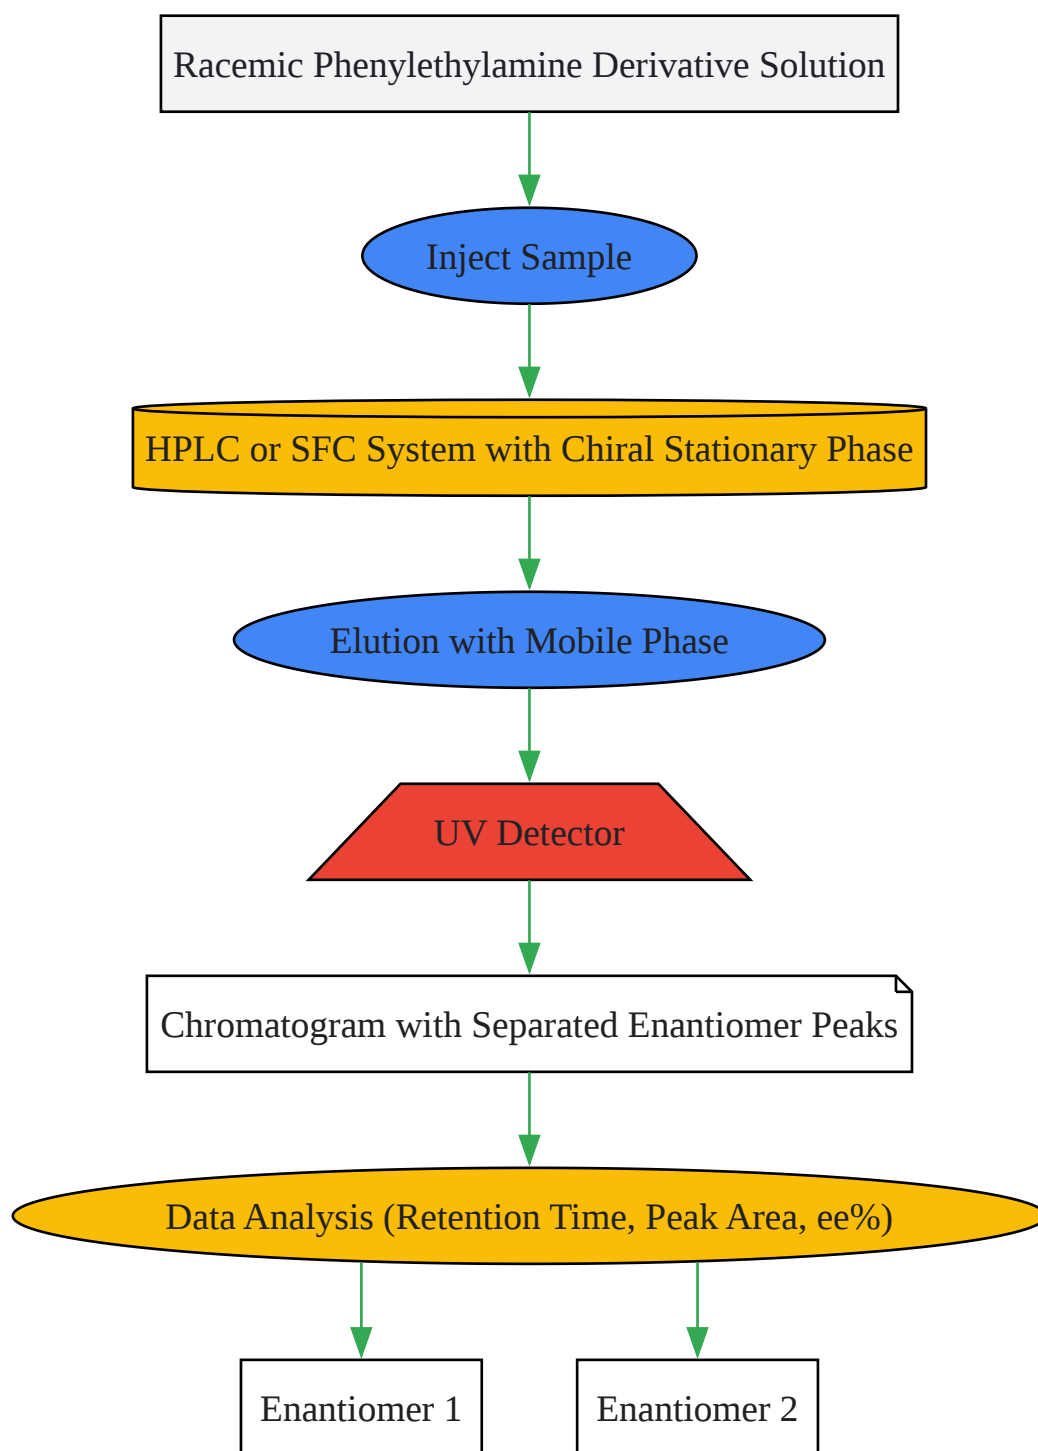 Racemic Phenylethylamine Derivative Solution
Inject Sample
HPLC or SFC System with Chiral Stationary Phase
Elution with Mobile Phase
UV Detector
Chromatogram with Separated Enantiomer Peaks
Data Analysis (Retention Time, Peak Area, ee%)
Enantiomer 1
Enantiomer 2